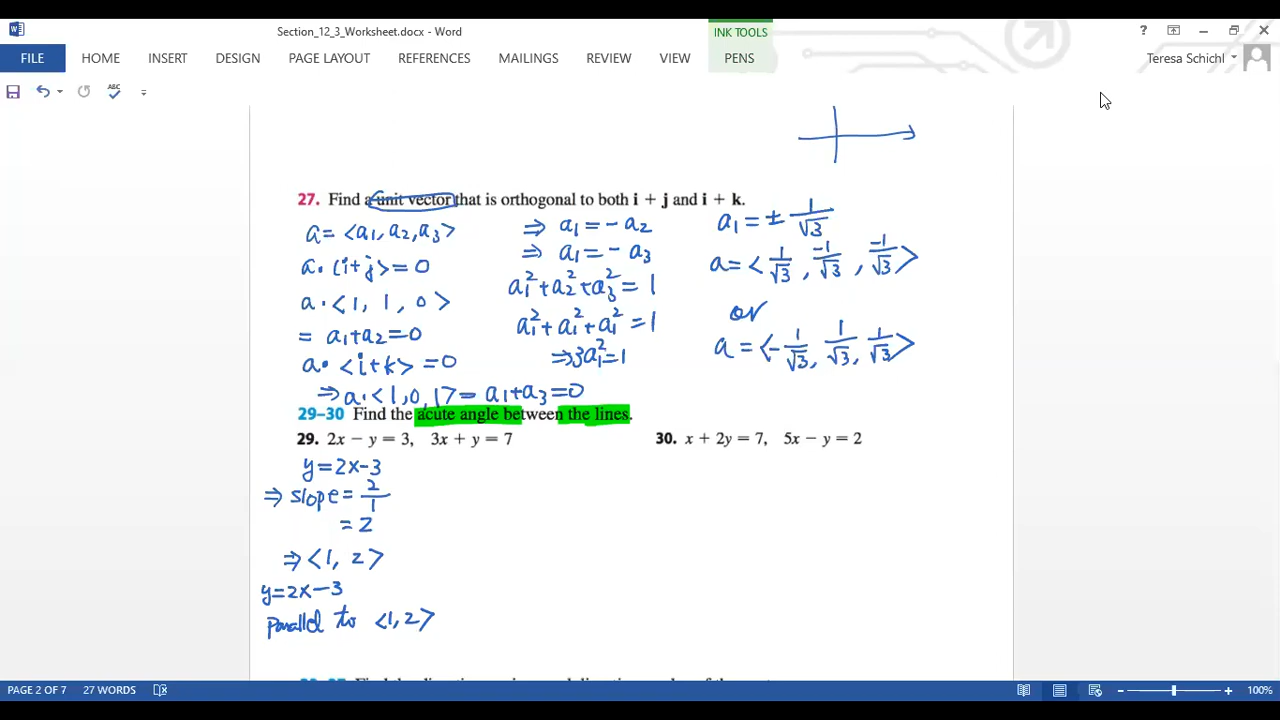 Section_12_3_Worksheet.docx - Word
INK TOOLS
?
FILE HOME INSERT DESIGN PAGE LAYOUT REFERENCES MAILINGS REVIEW VIEW PENS
Teresa Schichl
ABC
27. Find a unit vector that is orthogonal to both i + j and i + k.
a = <a₁, a₂, a₃>
a · <i+j> = 0
a · <1, 1, 0>
= a₁+a₂=0
a · <i+k> = 0
⇒ a · <1,0,1> = a₁+a₃=0
⇒ a₁ = -a₂
⇒ a₁ = -a₃
a₁²+a₂²+a₃² = 1
a₁²+a₁²+a₁² = 1
⇒ 3a₁²=1
a₁ = ± 1/√3
a = <1/√3, -1/√3, -1/√3>
or
a = <-1/√3, 1/√3, 1/√3>
29–30 Find the acute angle between the lines.
29. 2x − y = 3, 3x + y = 7
30. x + 2y = 7, 5x − y = 2
y=2x-3
⇒ slope = 2/1
= 2
⇒ <1, 2>
y=2x-3
parallel to <1,2>
PAGE 2 OF 7 27 WORDS
100%